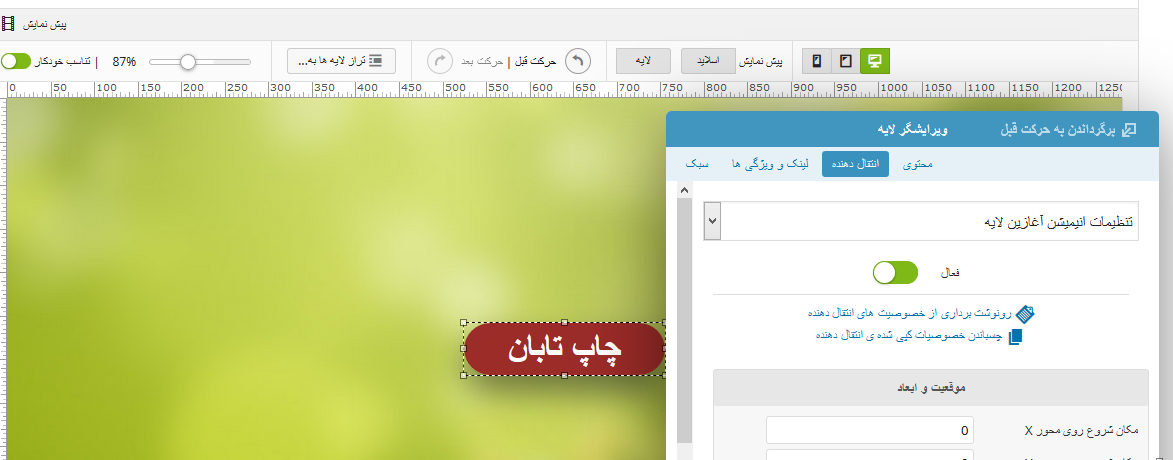 پیش نمایش
پیش نمایش اسلاید لایه
حرکت قبل | حرکت بعد
تراز لایه ها به...
87% | تناسب خودکار
0 50 100 150 200 250 300 350 400 450 500 550 600 650 700 750 800 850 900 950 1000 1050 1100 1150 1200 1250
برگرداندن به حرکت قبل ویرایشگر لایه
محتوی انتقال دهنده لینک و ویژگی ها سبک
تنظیمات انیمیشن آغازین لایه
فعال
رونوشت برداری از خصوصیت های انتقال دهنده
چسباندن خصوصیات کپی شده ی انتقال دهنده
چاپ تابان
موقعیت و ابعاد
مکان شروع روی محور X 0